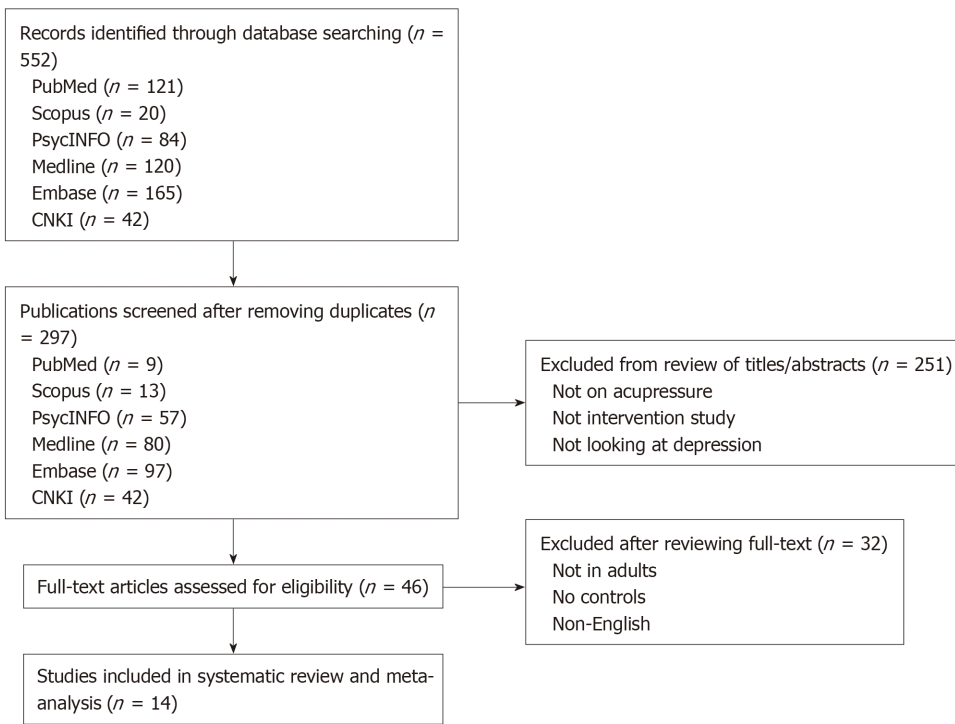 Records identified through database searching (n =
552)
PubMed (n = 121)
Scopus (n = 20)
PsycINFO (n = 84)
Medline (n = 120)
Embase (n = 165)
CNKI (n = 42)
Publications screened after removing duplicates (n
= 297)
PubMed (n = 9)
Scopus (n = 13)
PsycINFO (n = 57)
Medline (n = 80)
Embase (n = 97)
CNKI (n = 42)
Excluded from review of titles/abstracts (n = 251)
Not on acupressure
Not intervention study
Not looking at depression
Full-text articles assessed for eligibility (n = 46)
Excluded after reviewing full-text (n = 32)
Not in adults
No controls
Non-English
Studies included in systematic review and meta-
analysis (n = 14)